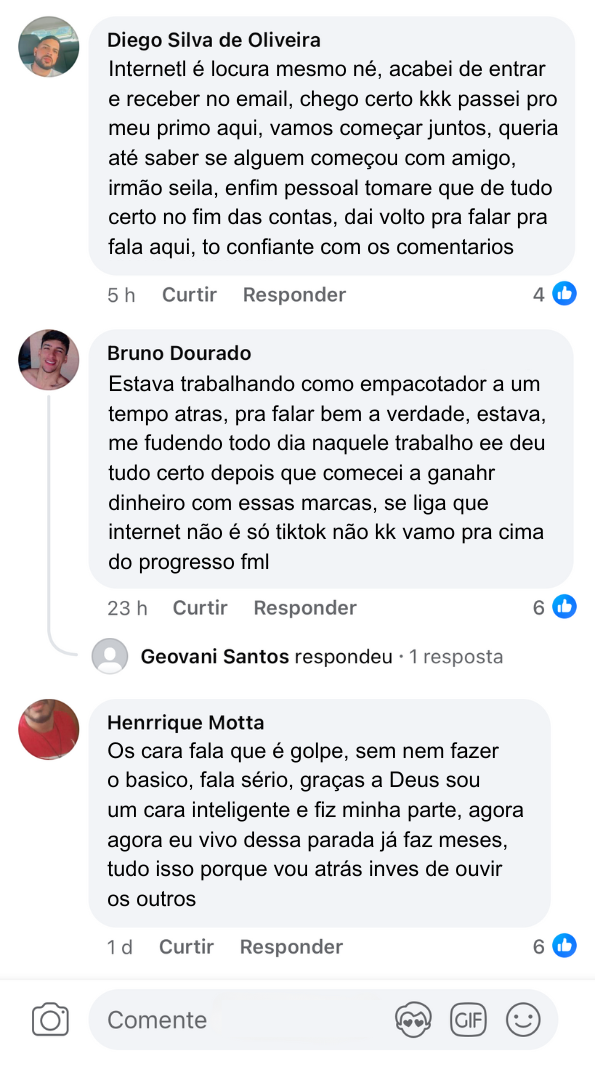 Diego Silva de Oliveira
Internetl é locura mesmo né, acabei de entrar
e receber no email, chego certo kkk passei pro
meu primo aqui, vamos começar juntos, queria
até saber se alguem começou com amigo,
irmão seila, enfim pessoal tomare que de tudo
certo no fim das contas, dai volto pra falar pra
fala aqui, to confiante com os comentarios
5 h Curtir Responder 4
Bruno Dourado
Estava trabalhando como empacotador a um
tempo atras, pra falar bem a verdade, estava,
me fudendo todo dia naquele trabalho ee deu
tudo certo depois que comecei a ganahr
dinheiro com essas marcas, se liga que
internet não é só tiktok não kk vamo pra cima
do progresso fml
23 h Curtir Responder 6
Geovani Santos respondeu · 1 resposta
Henrrique Motta
Os cara fala que é golpe, sem nem fazer
o basico, fala sério, graças a Deus sou
um cara inteligente e fiz minha parte, agora
agora eu vivo dessa parada já faz meses,
tudo isso porque vou atrás inves de ouvir
os outros
1 d Curtir Responder 6
Comente GIF